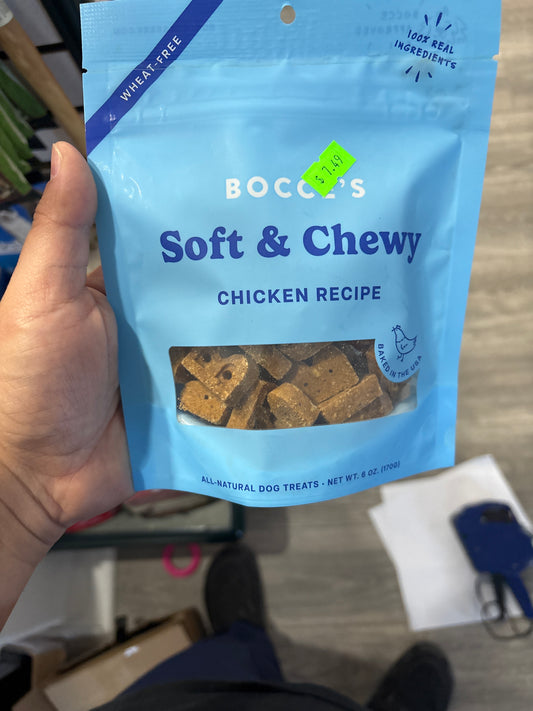 WHEAT-FREE
100% REAL
INGREDIENTS
$ 7.49
BOCCE'S
Soft & Chewy
CHICKEN RECIPE
BAKED IN THE USA
ALL-NATURAL DOG TREATS • NET WT. 6 OZ. (170G)